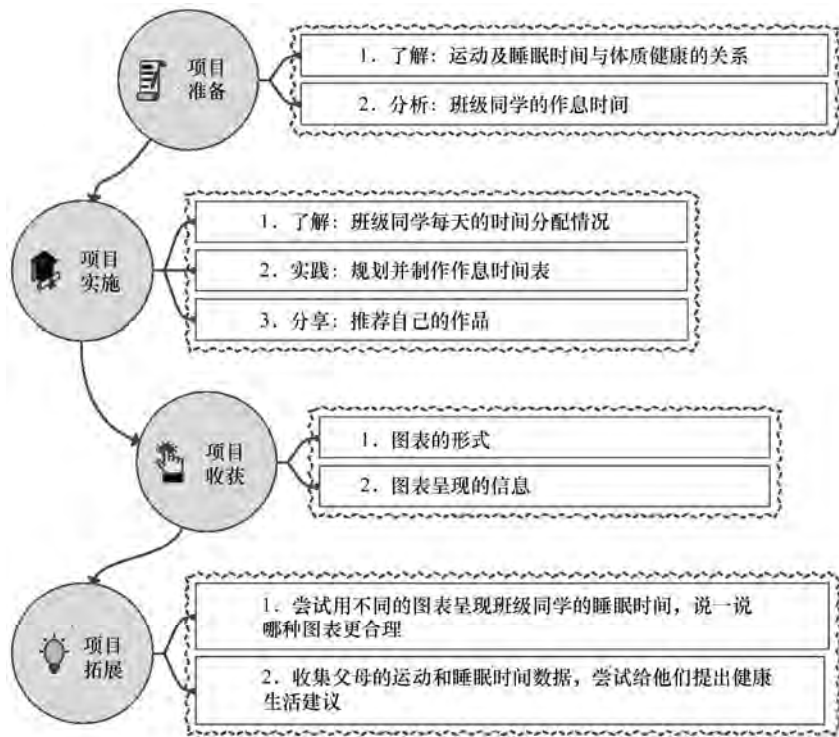 项目
准备
1. 了解：运动及睡眠时间与体质健康的关系
2. 分析：班级同学的作息时间
项目
实施
1. 了解：班级同学每天的时间分配情况
2. 实践：规划并制作作息时间表
3. 分享：推荐自己的作品
项目
收获
1. 图表的形式
2. 图表呈现的信息
项目
拓展
1. 尝试用不同的图表呈现班级同学的睡眠时间，说一说
哪种图表更合理
2. 收集父母的运动和睡眠时间数据，尝试给他们提出健康
生活建议